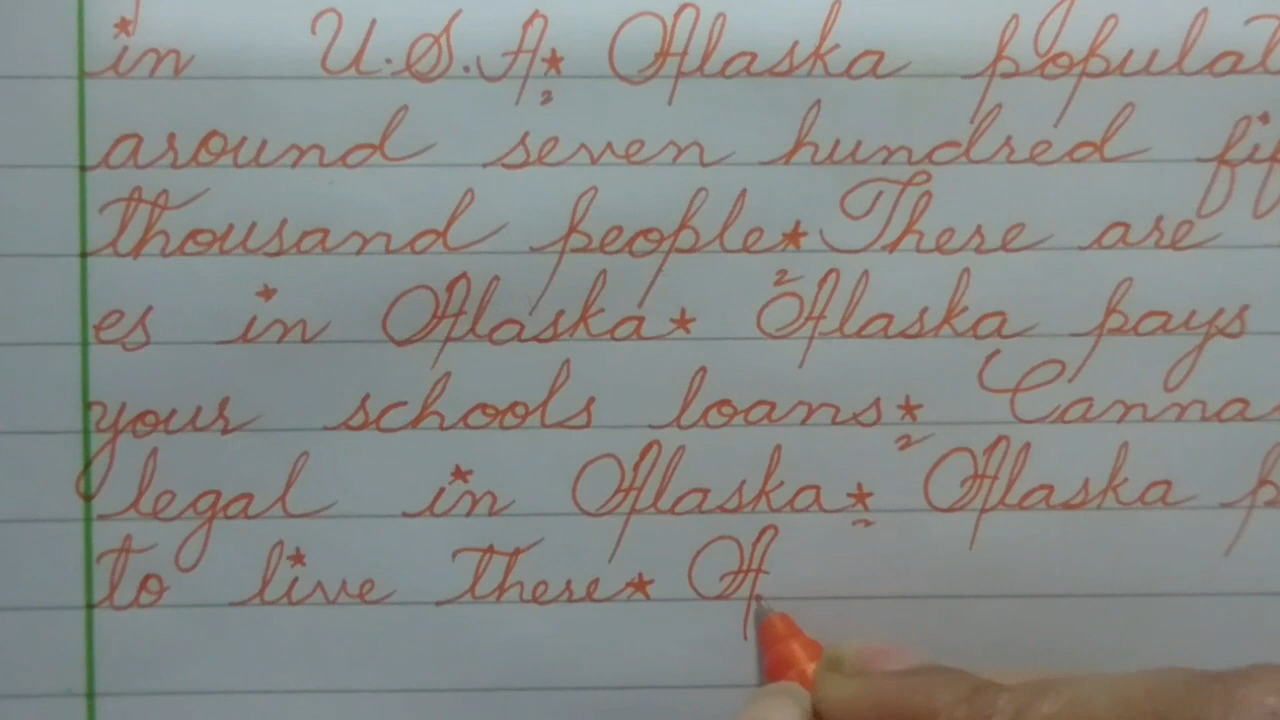 in U.S.A★ Alaska populat
around seven hundred fif
thousand people★ There are
es in Alaska★ Alaska pays
your schools loans★ Canna
legal in Alaska★ Alaska p
to live there★ A